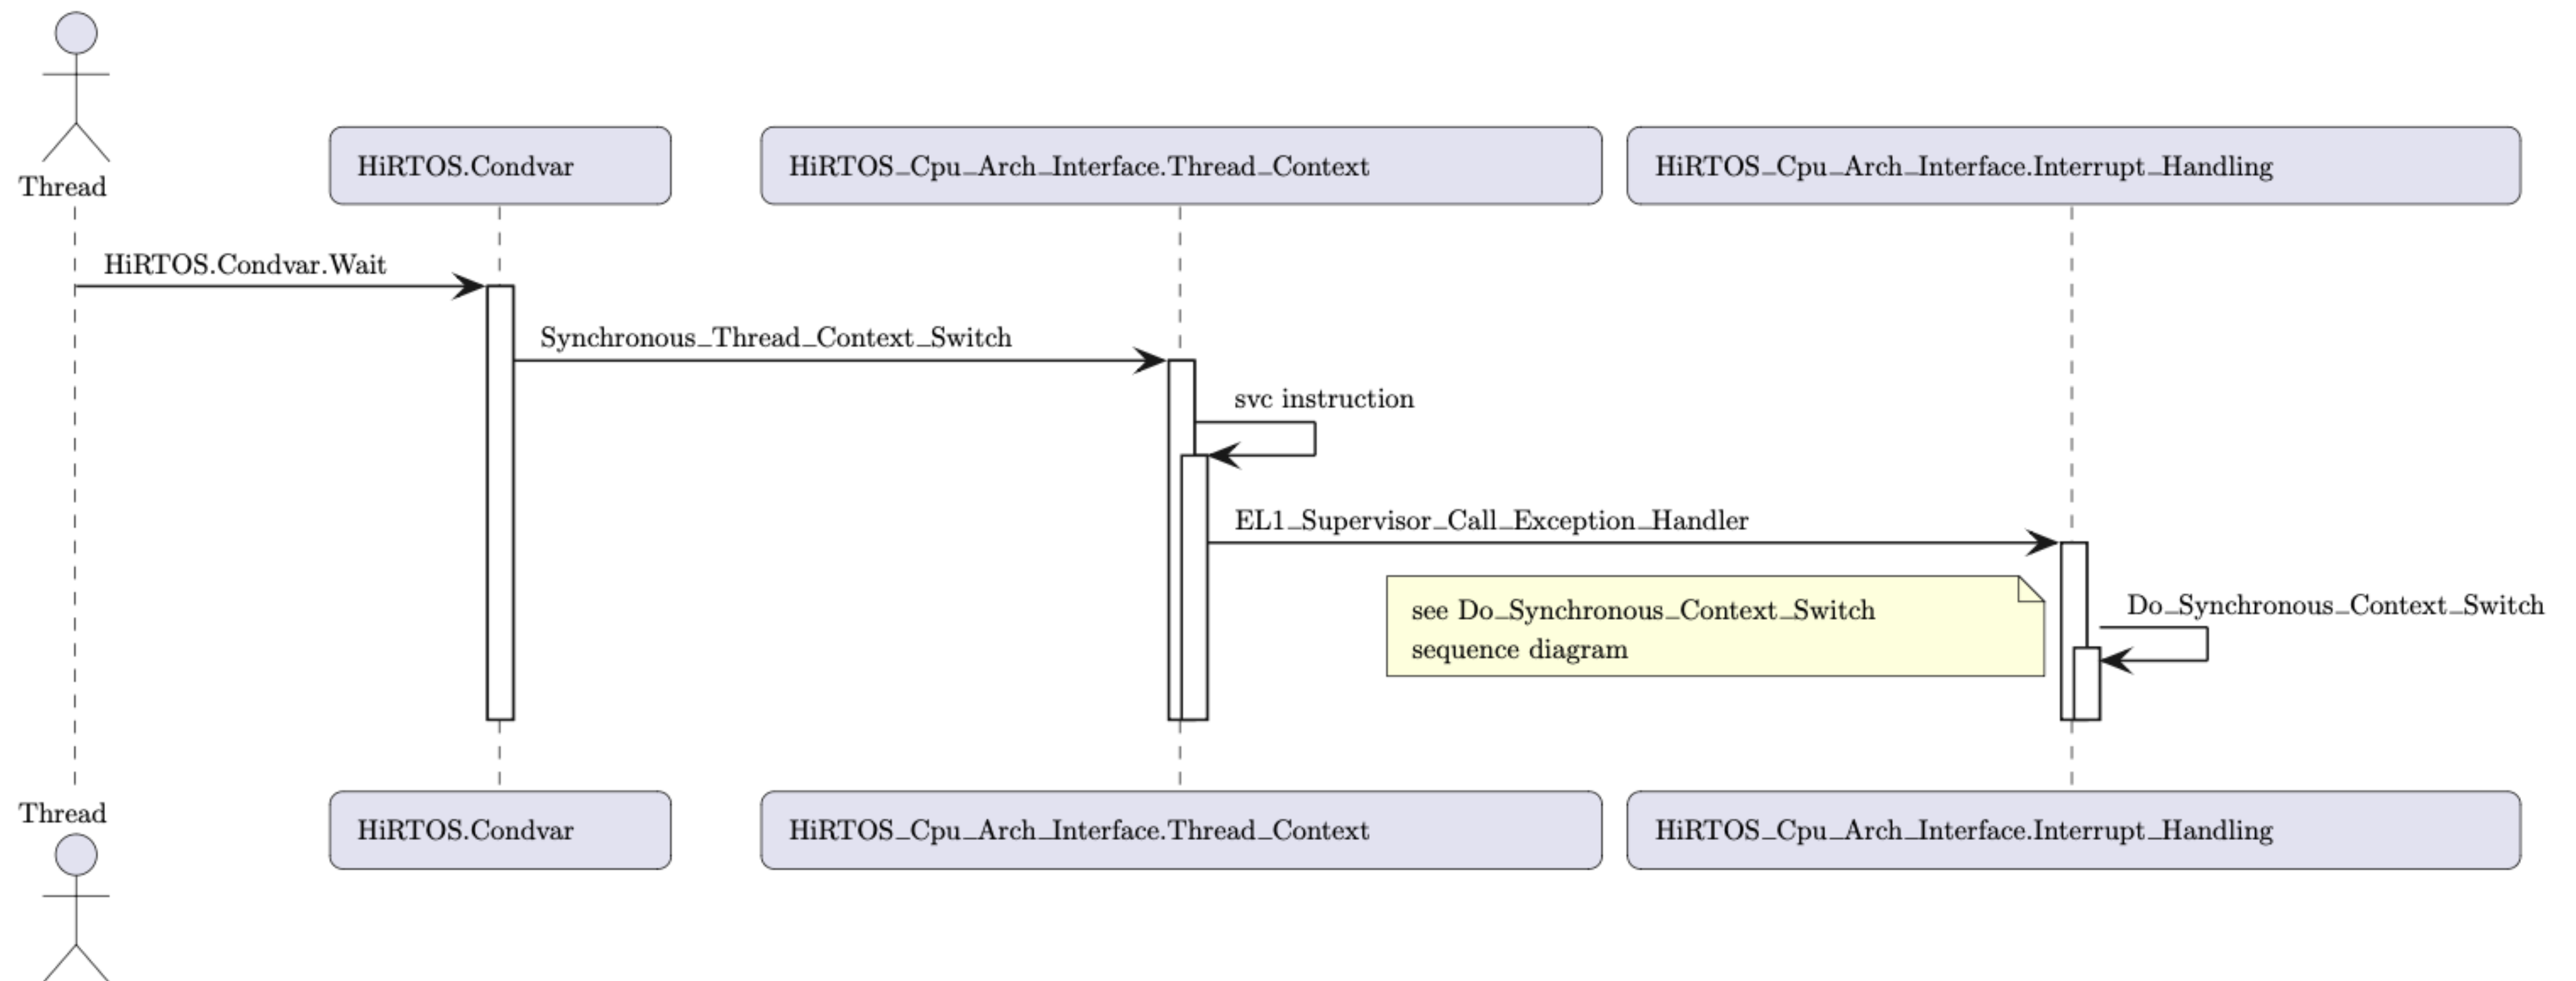 Thread
HiRTOS.Condvar
HiRTOS_Cpu_Arch_Interface.Thread_Context
HiRTOS_Cpu_Arch_Interface.Interrupt_Handling
HiRTOS.Condvar.Wait
Synchronous_Thread_Context_Switch
svc instruction
EL1_Supervisor_Call_Exception_Handler
see Do_Synchronous_Context_Switch
sequence diagram
Do_Synchronous_Context_Switch
Thread
HiRTOS.Condvar
HiRTOS_Cpu_Arch_Interface.Thread_Context
HiRTOS_Cpu_Arch_Interface.Interrupt_Handling